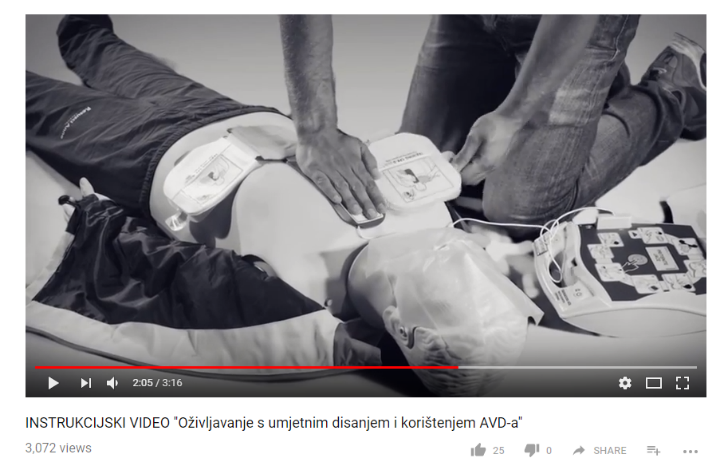 2:05 / 3:16
INSTRUKCIJSKI VIDEO "Oživljavanje s umjetnim disanjem i korištenjem AVD-a"
3,072 views
25
0
SHARE